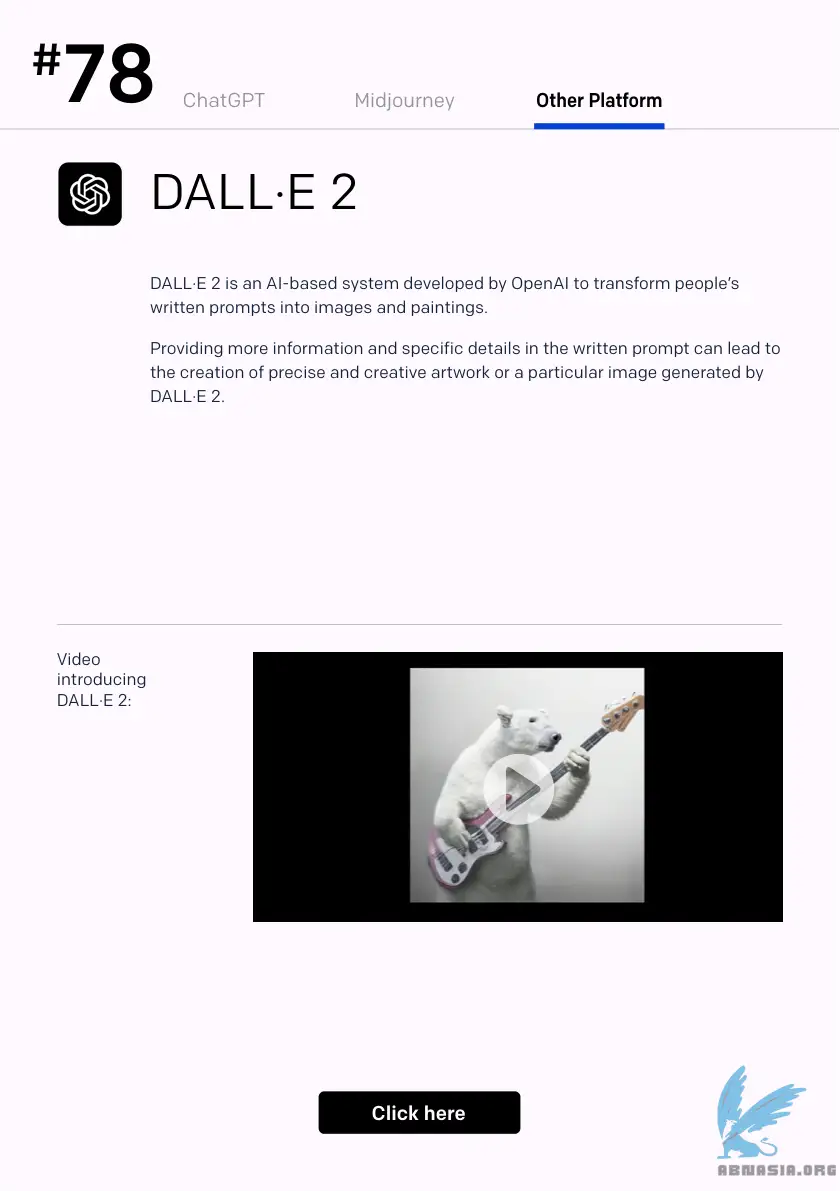 #78
ChatGPT
Midjourney
Other Platform
DALL·E 2
DALL·E 2 is an AI-based system developed by OpenAI to transform people’s
written prompts into images and paintings.
Providing more information and specific details in the written prompt can lead to
the creation of precise and creative artwork or a particular image generated by
DALL·E 2.
Video
introducing
DALL·E 2:
Click here
ABNASIA.ORG